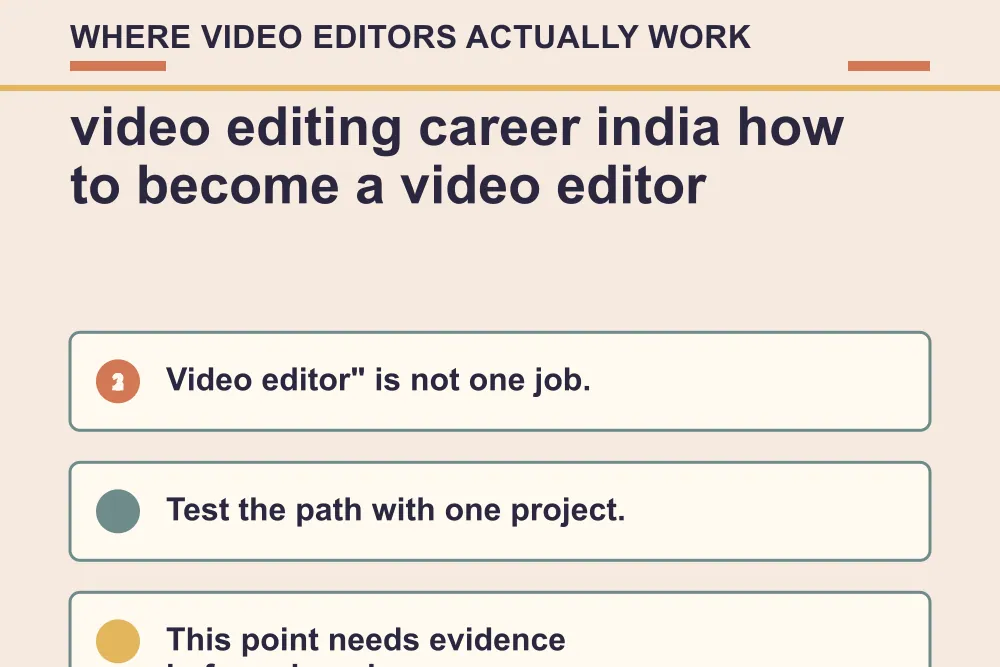 WHERE VIDEO EDITORS ACTUALLY WORK
video editing career india how
to become a video editor
Video editor" is not one job.
Test the path with one project.
This point needs evidence